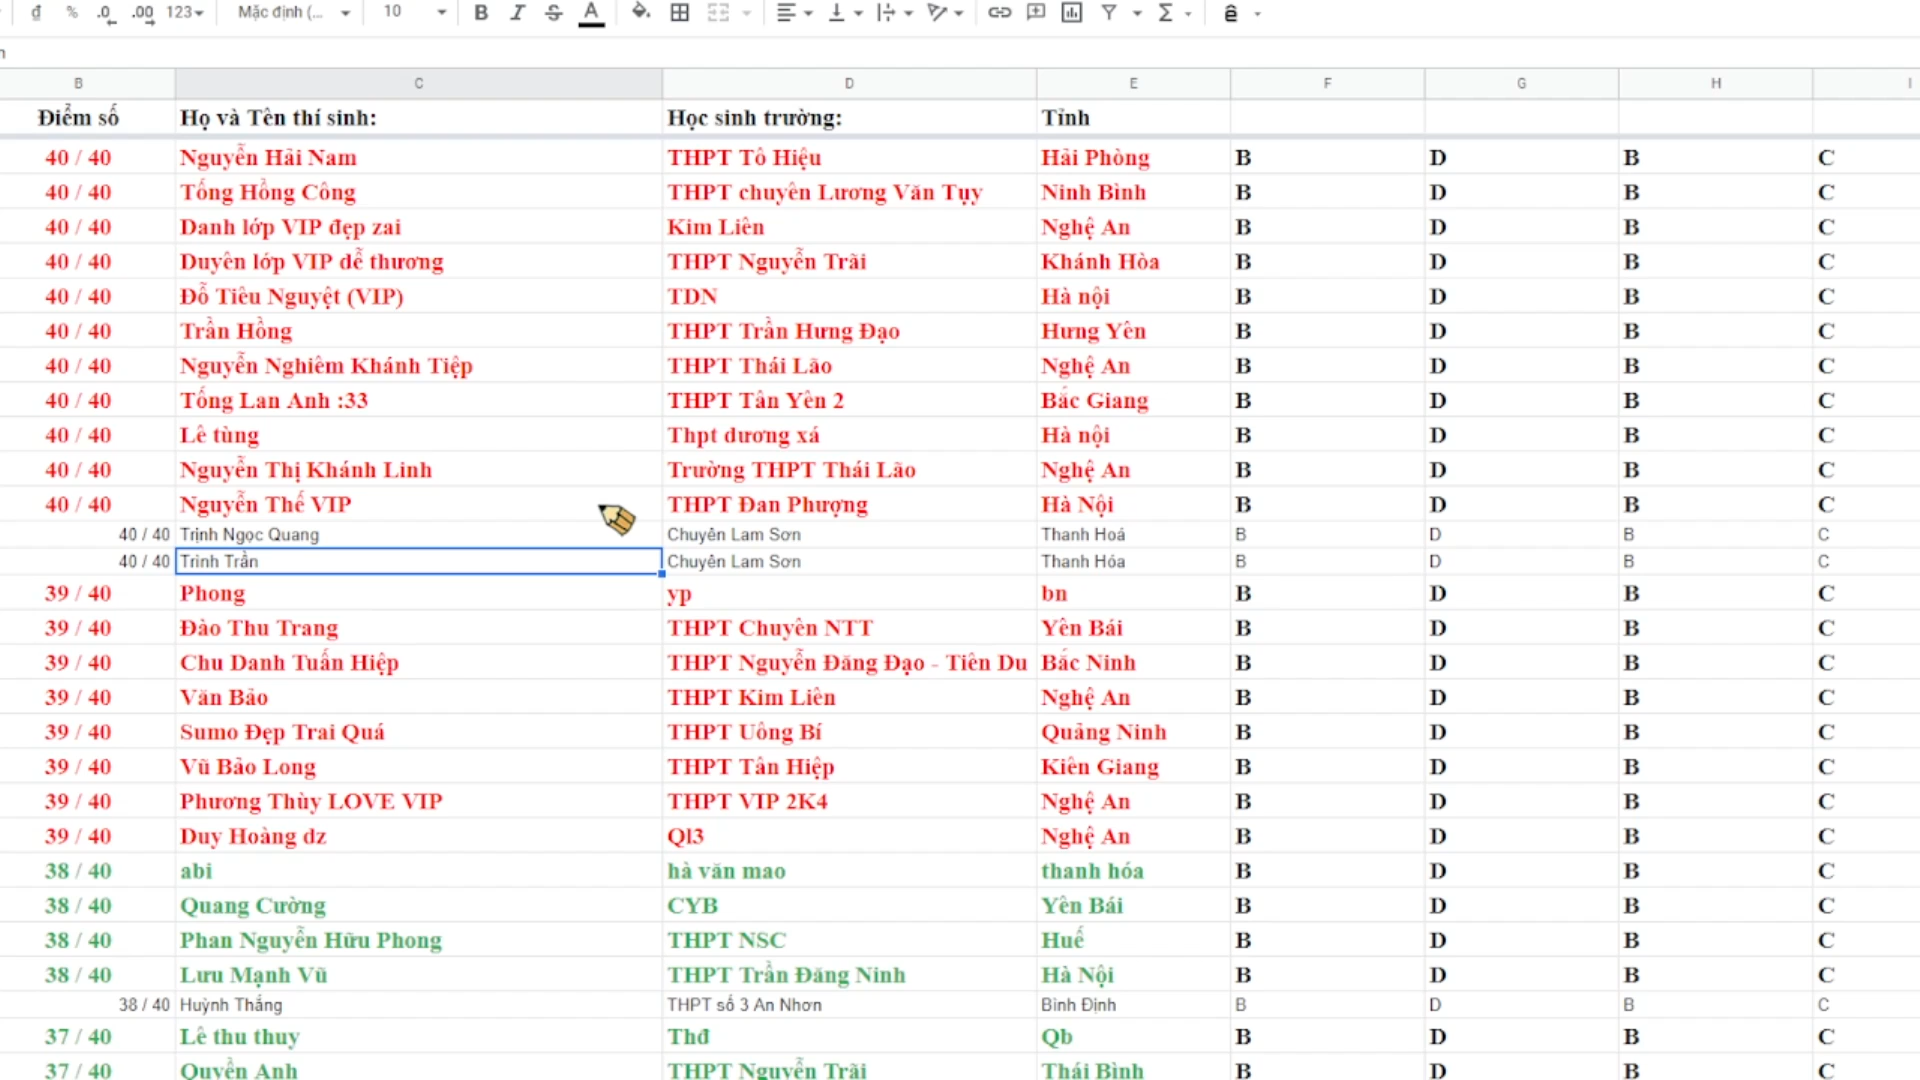 đ % .0 .00 123 Mặc định (... 10 B I S A Σ ê
B C D E F G H I
Điểm số Họ và Tên thí sinh: Học sinh trường: Tỉnh
40 / 40 Nguyễn Hải Nam THPT Tô Hiệu Hải Phòng B D B C
40 / 40 Tống Hồng Công THPT chuyên Lương Văn Tụy Ninh Bình B D B C
40 / 40 Danh lớp VIP đẹp zai Kim Liên Nghệ An B D B C
40 / 40 Duyên lớp VIP dễ thương THPT Nguyễn Trãi Khánh Hòa B D B C
40 / 40 Đỗ Tiêu Nguyệt (VIP) TDN Hà nội B D B C
40 / 40 Trần Hồng THPT Trần Hưng Đạo Hưng Yên B D B C
40 / 40 Nguyễn Nghiêm Khánh Tiệp THPT Thái Lão Nghệ An B D B C
40 / 40 Tống Lan Anh :33 THPT Tân Yên 2 Bắc Giang B D B C
40 / 40 Lê tùng Thpt dương xá Hà nội B D B C
40 / 40 Nguyễn Thị Khánh Linh Trường THPT Thái Lão Nghệ An B D B C
40 / 40 Nguyễn Thế VIP THPT Đan Phượng Hà Nội B D B C
40 / 40 Trịnh Ngọc Quang Chuyên Lam Sơn Thanh Hoá B D B C
40 / 40 Trinh Trần Chuyên Lam Sơn Thanh Hóa B D B C
39 / 40 Phong yp bn B D B C
39 / 40 Đào Thu Trang THPT Chuyên NTT Yên Bái B D B C
39 / 40 Chu Danh Tuấn Hiệp THPT Nguyễn Đăng Đạo - Tiên Du Bắc Ninh B D B C
39 / 40 Văn Bảo THPT Kim Liên Nghệ An B D B C
39 / 40 Sumo Đẹp Trai Quá THPT Uông Bí Quảng Ninh B D B C
39 / 40 Vũ Bảo Long THPT Tân Hiệp Kiên Giang B D B C
39 / 40 Phương Thùy LOVE VIP THPT VIP 2K4 Nghệ An B D B C
39 / 40 Duy Hoàng dz Ql3 Nghệ An B D B C
38 / 40 abi hà văn mao thanh hóa B D B C
38 / 40 Quang Cường CYB Yên Bái B D B C
38 / 40 Phan Nguyễn Hữu Phong THPT NSC Huế B D B C
38 / 40 Lưu Mạnh Vũ THPT Trần Đăng Ninh Hà Nội B D B C
38 / 40 Huỳnh Thắng THPT số 3 An Nhơn Bình Định B D B C
37 / 40 Lê thu thuy Thđ Qb B D B C
37 / 40 Quyền Anh THPT Nguyễn Trãi Thái Bình B D B C